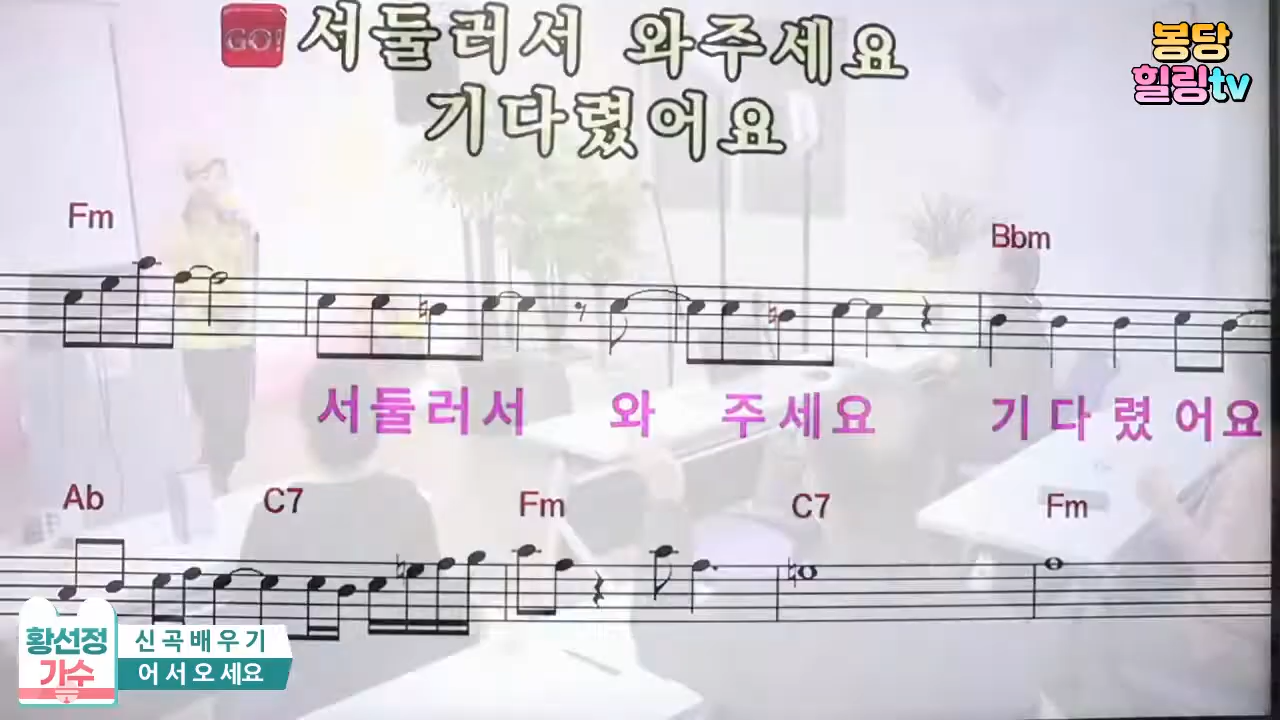 GO! 서둘러서 와주세요
기다렸어요
봉당
힐링tv
Fm
Bbm
서둘러서 와 주세요 기다렸어요
Ab C7 Fm C7 Fm
황선정
가수
신곡배우기
어서오세요